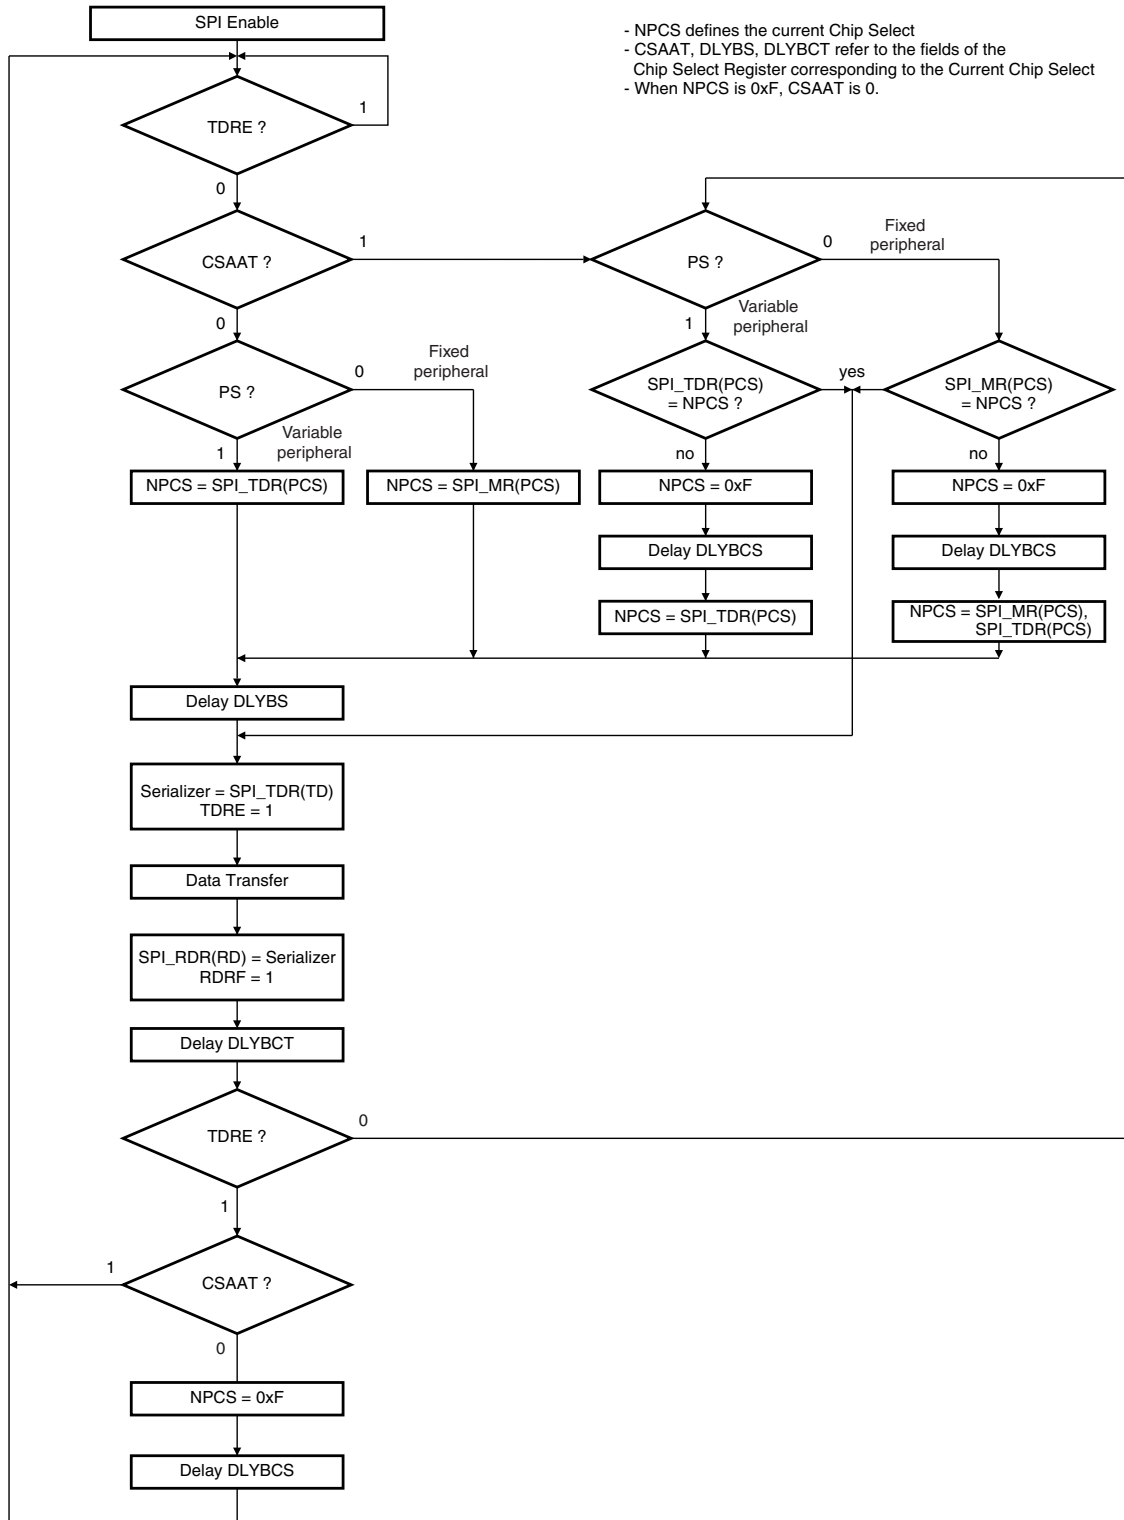 SPI Enable
- NPCS defines the current Chip Select
- CSAAT, DLYBS, DLYBCT refer to the fields of the
Chip Select Register corresponding to the Current Chip Select
- When NPCS is 0xF, CSAAT is 0.
TDRE ?
1
0
CSAAT ?
1
0
PS ?
0
Fixed
peripheral
1
Variable
peripheral
PS ?
0
Fixed
peripheral
1
Variable
peripheral
SPI_TDR(PCS)
= NPCS ?
yes
SPI_MR(PCS)
= NPCS ?
no
no
NPCS = SPI_TDR(PCS)
NPCS = SPI_MR(PCS)
NPCS = 0xF
NPCS = 0xF
Delay DLYBCS
Delay DLYBCS
NPCS = SPI_TDR(PCS)
NPCS = SPI_MR(PCS),
SPI_TDR(PCS)
Delay DLYBS
Serializer = SPI_TDR(TD)
TDRE = 1
Data Transfer
SPI_RDR(RD) = Serializer
RDRF = 1
Delay DLYBCT
TDRE ?
0
1
CSAAT ?
1
0
NPCS = 0xF
Delay DLYBCS